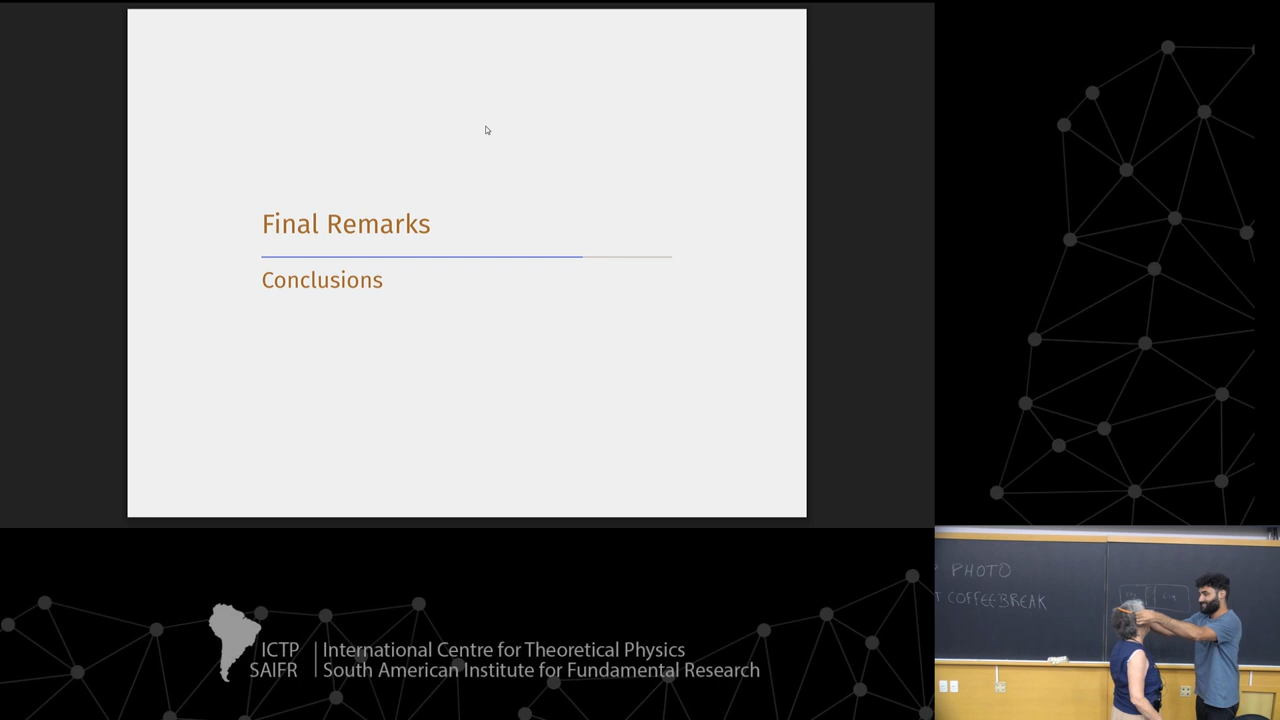 Final Remarks
Conclusions
PHOTO
COFFEEBREAK
ICTP
SAIFR
International Centre for Theoretical Physics
South American Institute for Fundamental Research